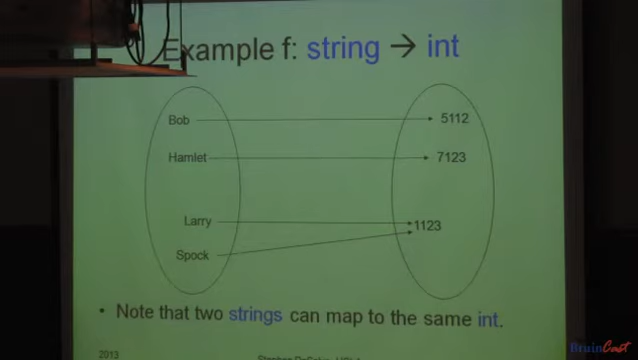 Example f: string → int
Bob 5112
Hamlet 7123
Larry 1123
Spock
• Note that two strings can map to the same int.
2013
BrainCast